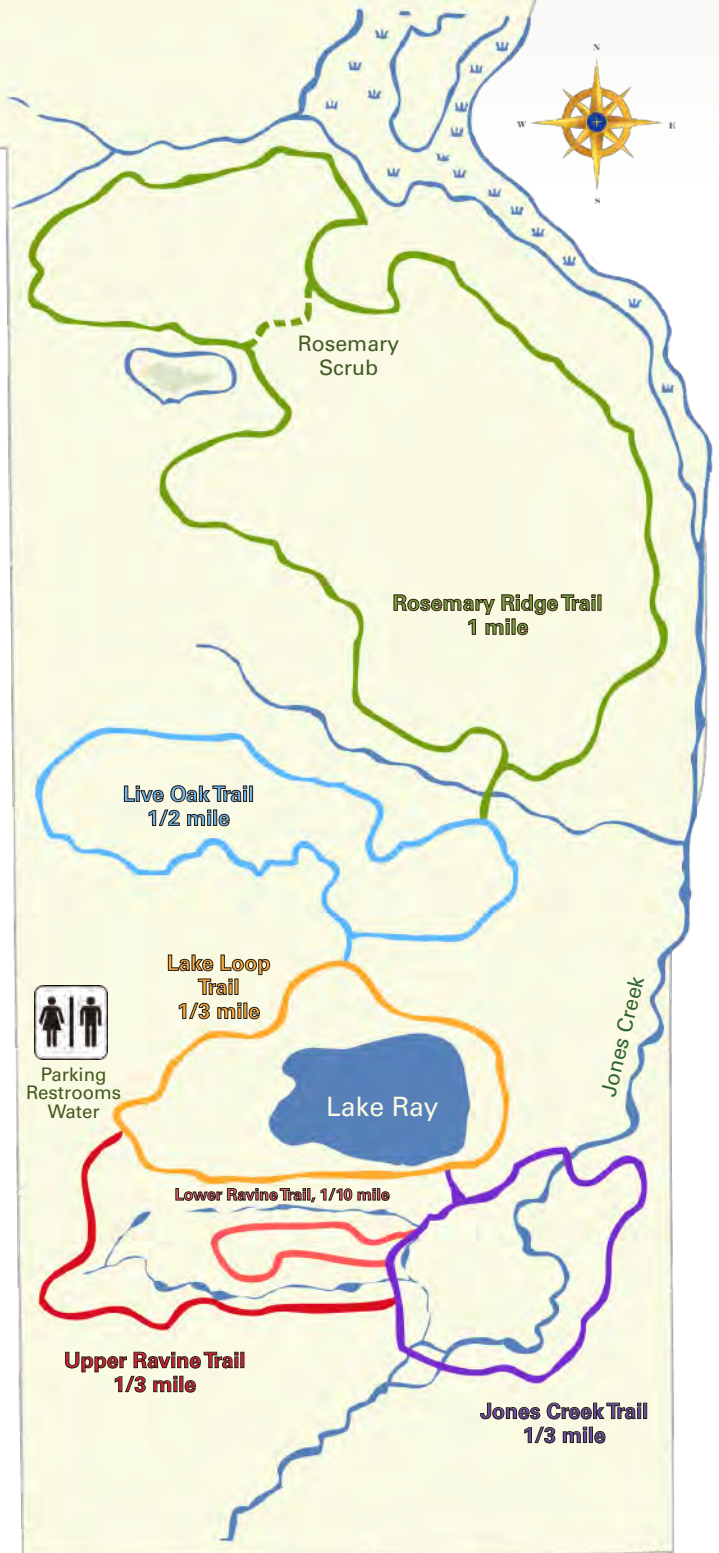 N
W
E
S
Rosemary
Scrub
Rosemary Ridge Trail
1 mile
Live Oak Trail
1/2 mile
Lake Loop
Trail
1/3 mile
Parking
Restrooms
Water
Jones Creek
Lake Ray
Lower Ravine Trail, 1/10 mile
Upper Ravine Trail
1/3 mile
Jones Creek Trail
1/3 mile